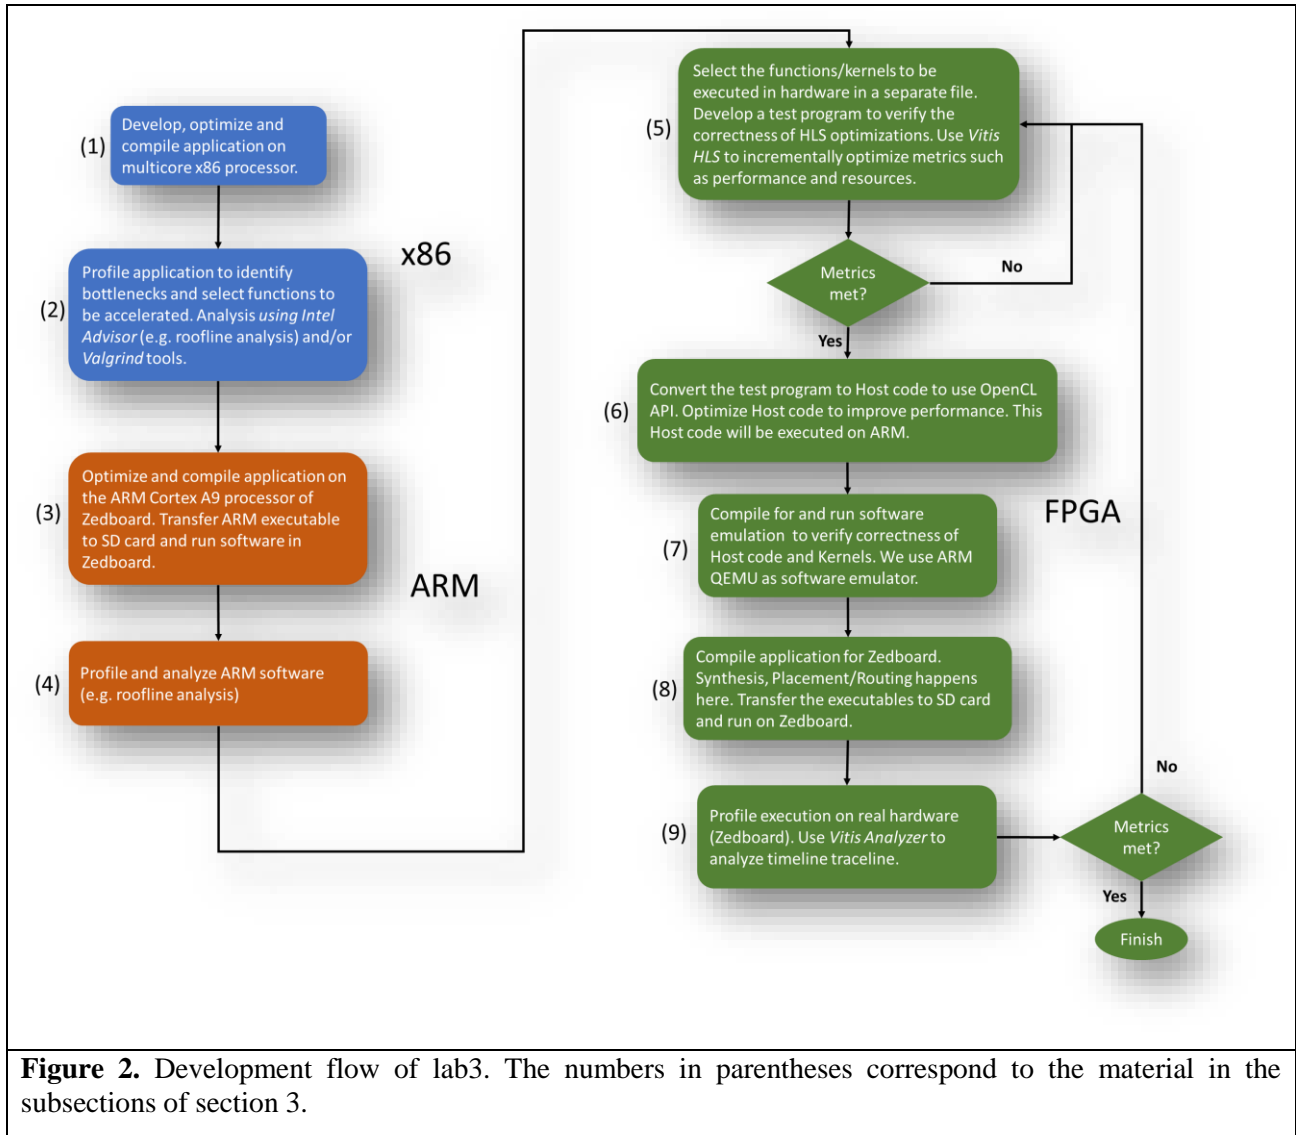 (1)
Develop, optimize and
compile application on
multicore x86 processor.
x86
(2)
Profile application to identify
bottlenecks and select functions to
be accelerated. Analysis using Intel
Advisor (e.g. roofline analysis) and/or
Valgrind tools.
(3)
Optimize and compile application on
the ARM Cortex A9 processor of
Zedboard. Transfer ARM executable
to SD card and run software in
Zedboard.
ARM
(4)
Profile and analyze ARM software
(e.g. roofline analysis)
(5)
Select the functions/kernels to be
executed in hardware in a separate file.
Develop a test program to verify the
correctness of HLS optimizations. Use Vitis
HLS to incrementally optimize metrics such
as performance and resources.
Metrics
met?
No
Yes
(6)
Convert the test program to Host code to use OpenCL
API. Optimize Host code to improve performance. This
Host code will be executed on ARM.
FPGA
(7)
Compile for and run software
emulation to verify correctness of
Host code and Kernels. We use ARM
QEMU as software emulator.
(8)
Compile application for Zedboard.
Synthesis, Placement/Routing happens
here. Transfer the executables to SD card
and run on Zedboard.
(9)
Profile execution on real hardware
(Zedboard). Use Vitis Analyzer to
analyze timeline traceline.
No
Metrics
met?
Yes
Finish
Figure 2. Development flow of lab3. The numbers in parentheses correspond to the material in the
subsections of section 3.